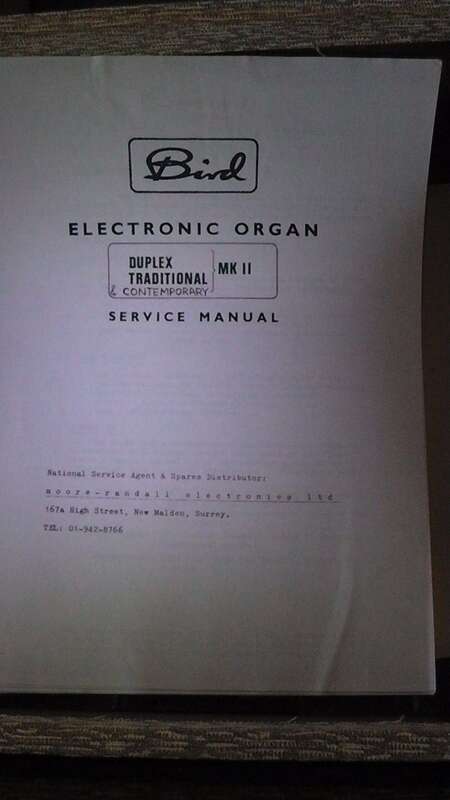 Bird
ELECTRONIC ORGAN
DUPLEX
TRADITIONAL } MK II
& CONTEMPORARY
SERVICE MANUAL
National Service Agent & Spares Distributor:
moore-randall electronics ltd
167a High Street, New Malden, Surrey.
TEL: 01-942-8766